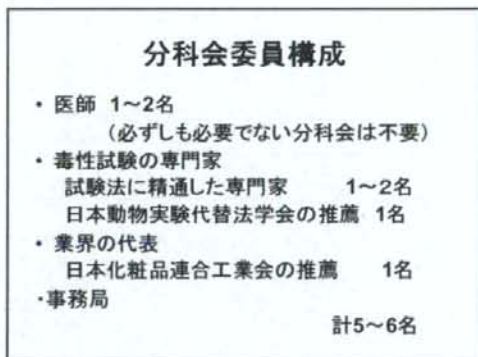 分科会委員構成
・ 医師 1～2名
（必ずしも必要でない分科会は不要）
・ 毒性試験の専門家
試験法に精通した専門家 1～2名
日本動物実験代替法学会の推薦 1名
・ 業界の代表
日本化粧品連合工業会の推薦 1名
・事務局
計5～6名